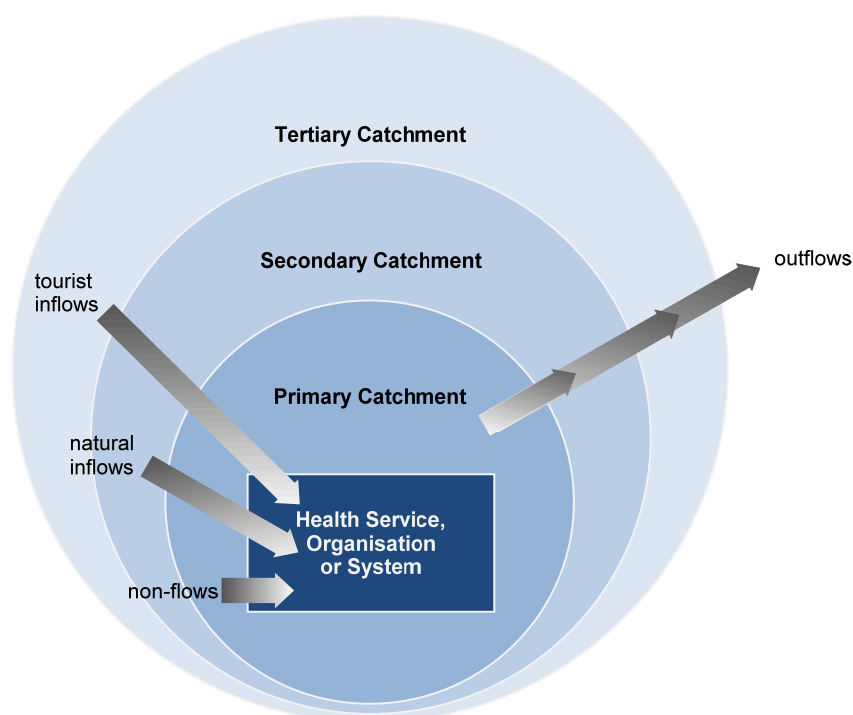 Tertiary Catchment
Secondary Catchment
outflows
tourist
inflows
Primary Catchment
natural
inflows
Health Service,
Organisation
or System
non-flows